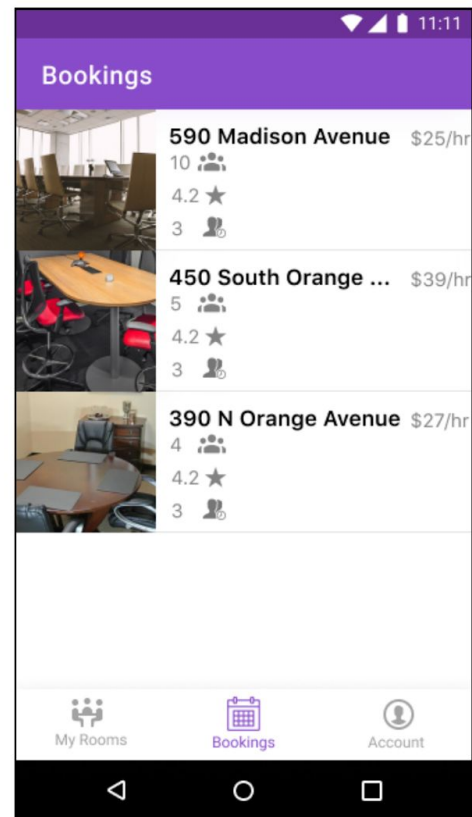 11:11
Bookings
590 Madison Avenue $25/hr
10
4.2
3
450 South Orange ... $39/hr
5
4.2
3
390 N Orange Avenue $27/hr
4
4.2
3
My Rooms Bookings Account